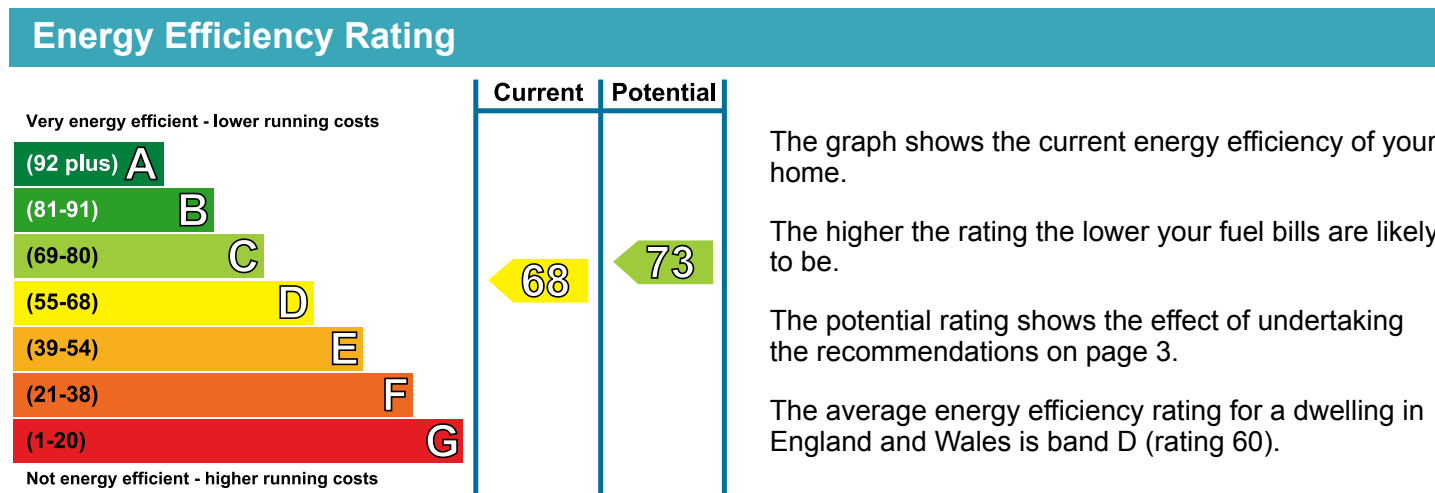 Energy Efficiency Rating
Current Potential
Very energy efficient - lower running costs
(92 plus) A
(81-91) B
(69-80) C
(55-68) D
(39-54) E
(21-38) F
(1-20) G
Not energy efficient - higher running costs
68
73
The graph shows the current energy efficiency of your
home.
The higher the rating the lower your fuel bills are likely
to be.
The potential rating shows the effect of undertaking
the recommendations on page 3.
The average energy efficiency rating for a dwelling in
England and Wales is band D (rating 60).